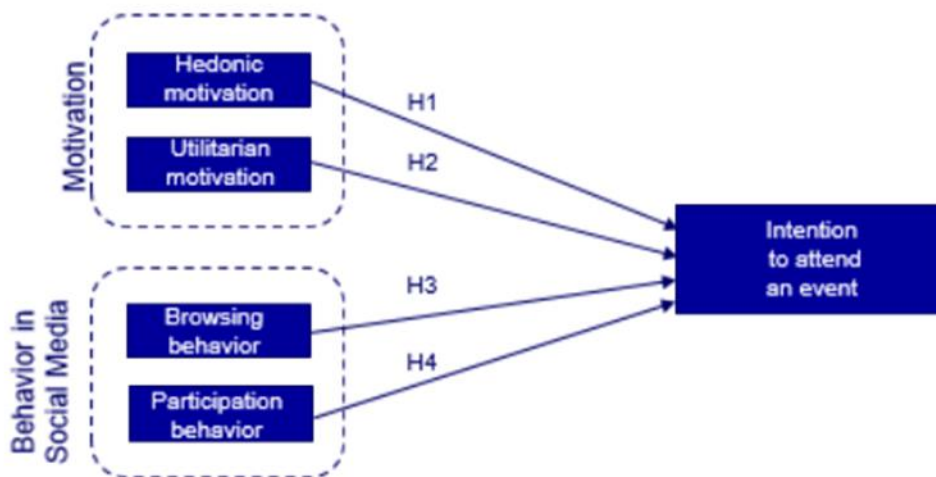 Motivation
Hedonic
motivation
H1
Utilitarian
motivation
H2
Intention
to attend
an event
Behavior in
Social Media
Browsing
behavior
H3
Participation
behavior
H4